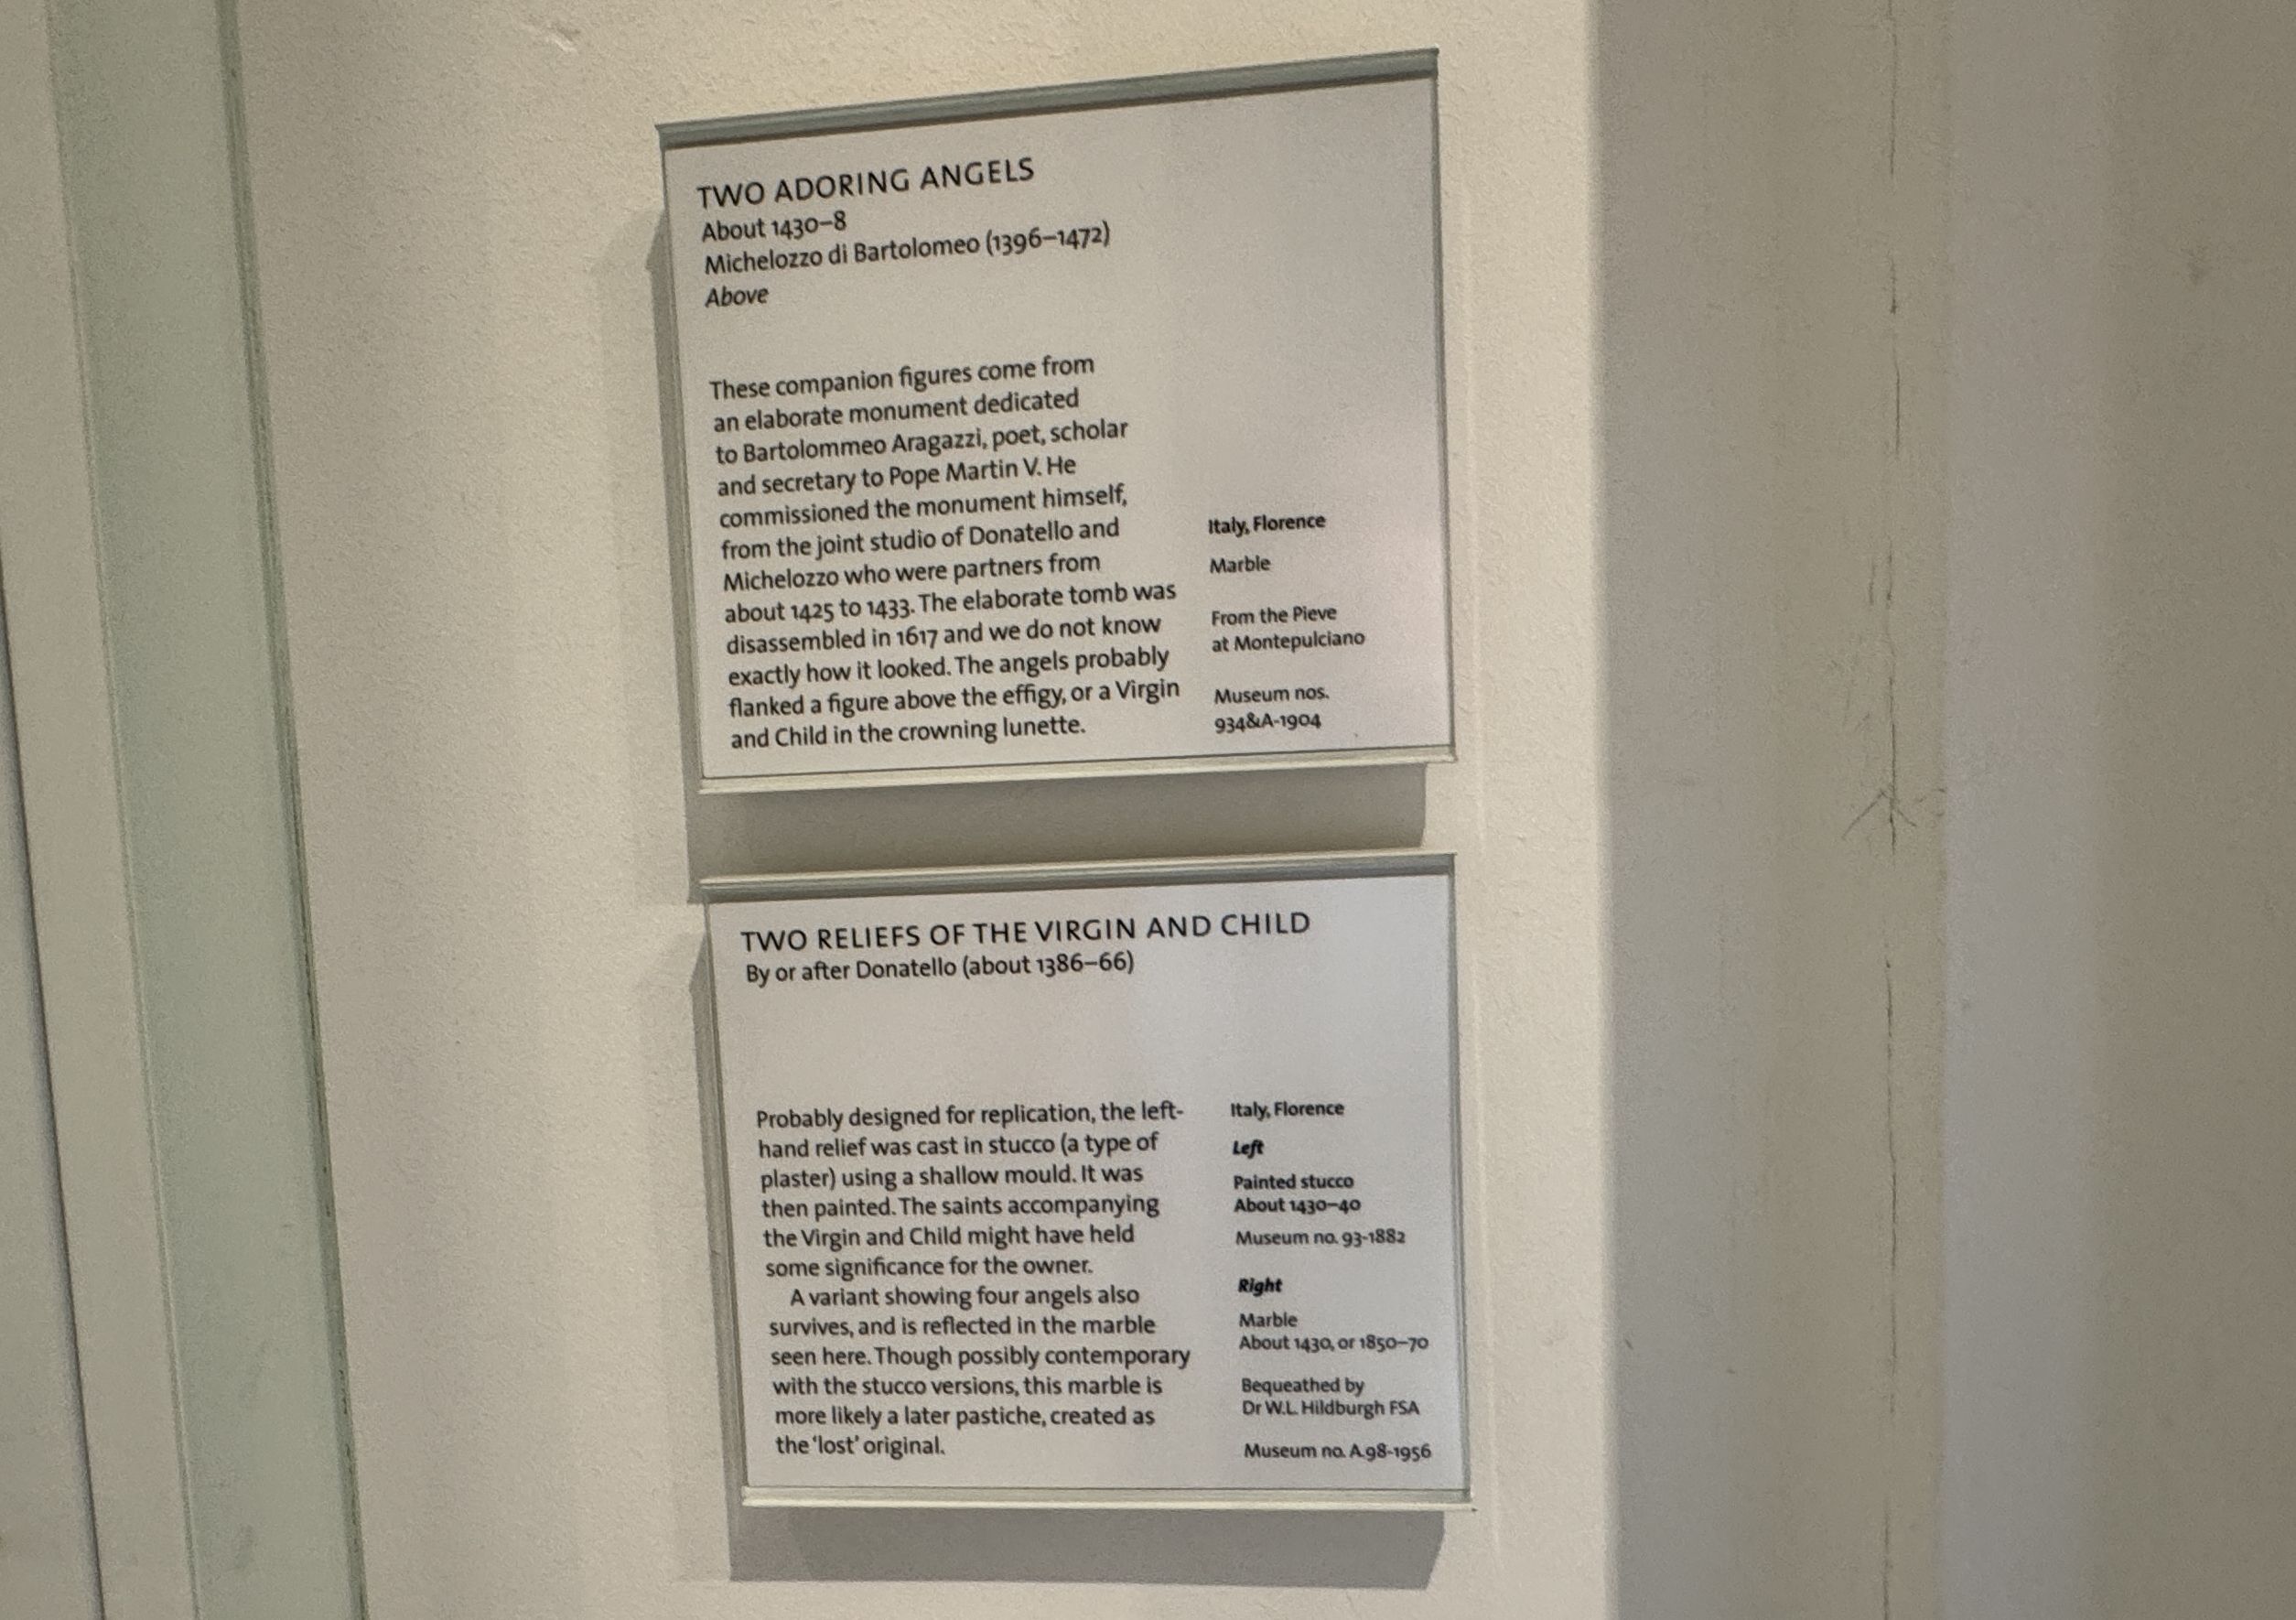 TWO ADORING ANGELS
About 1430–8
Michelozzo di Bartolomeo (1396–1472)
Above
These companion figures come from
an elaborate monument dedicated
to Bartolommeo Aragazzi, poet, scholar
and secretary to Pope Martin V. He
commissioned the monument himself,
from the joint studio of Donatello and
Michelozzo who were partners from
about 1425 to 1433. The elaborate tomb was
disassembled in 1617 and we do not know
exactly how it looked. The angels probably
flanked a figure above the effigy, or a Virgin
and Child in the crowning lunette.
Italy, Florence
Marble
From the Pieve
at Montepulciano
Museum nos.
934&A-1904
TWO RELIEFS OF THE VIRGIN AND CHILD
By or after Donatello (about 1386–66)
Probably designed for replication, the left-
hand relief was cast in stucco (a type of
plaster) using a shallow mould. It was
then painted. The saints accompanying
the Virgin and Child might have held
some significance for the owner.
A variant showing four angels also
survives, and is reflected in the marble
seen here. Though possibly contemporary
with the stucco versions, this marble is
more likely a later pastiche, created as
the ‘lost’ original.
Italy, Florence
Left
Painted stucco
About 1430–40
Museum no. 93-1882
Right
Marble
About 1430, or 1850–70
Bequeathed by
Dr W.L. Hildburgh FSA
Museum no. A.98-1956